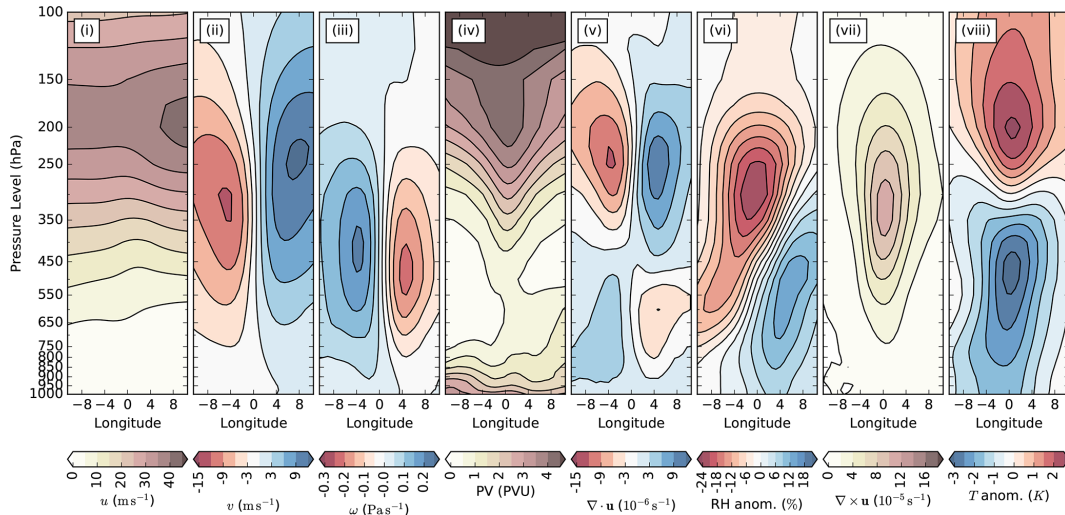 (i) (ii) (iii) (iv) (v) (vi) (vii) (viii)
Pressure Level (hPa)
100
150
200
250
350
450
550
650
750
850
900
950
1000
−8 −4 0 4 8 −8 −4 0 4 8 −8 −4 0 4 8 −8 −4 0 4 8 −8 −4 0 4 8 −8 −4 0 4 8 −8 −4 0 4 8 −8 −4 0 4 8
Longitude Longitude Longitude Longitude Longitude Longitude Longitude Longitude
0 10 20 30 40
u (m s⁻¹)
-15 -9 -3 3 9
v (m s⁻¹)
-0.3 -0.2 -0.1 0.0 0.1 0.2
ω (Pa s⁻¹)
0 2 4
PV (PVU)
-15 -9 -3 3 9
∇ · u (10⁻⁶ s⁻¹)
-24 -18 -12 -6 0 6 12 18
RH anom. (%)
0 4 8 12 16
∇ × u (10⁻⁵ s⁻¹)
-3 -2 -1 0 1 2
T anom. (K)